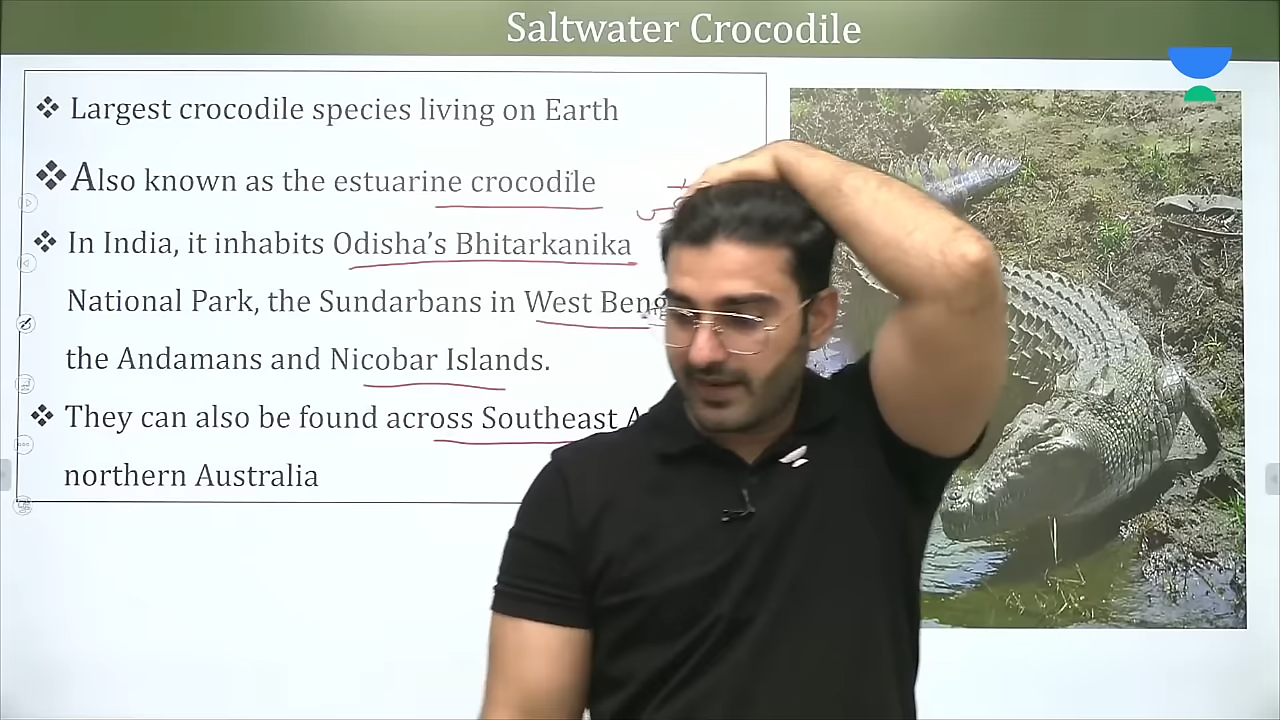 Saltwater Crocodile
❖ Largest crocodile species living on Earth
❖ Also known as the estuarine crocodile
❖ In India, it inhabits Odisha’s Bhitarkanika
National Park, the Sundarbans in West
the Andamans and Nicobar Islands.
❖ They can also be found across Southeast
northern Australia